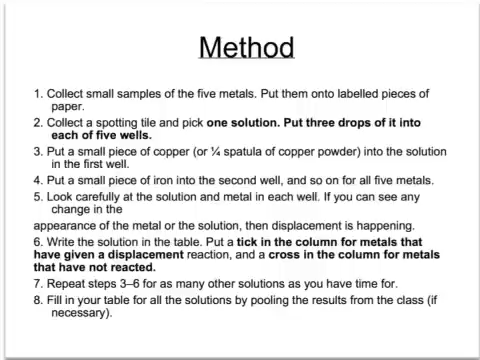 Method
1. Collect small samples of the five metals. Put them onto labelled pieces of
paper.
2. Collect a spotting tile and pick one solution. Put three drops of it into
each of five wells.
3. Put a small piece of copper (or ¼ spatula of copper powder) into the solution
in the first well.
4. Put a small piece of iron into the second well, and so on for all five metals.
5. Look carefully at the solution and metal in each well. If you can see any
change in the
appearance of the metal or the solution, then displacement is happening.
6. Write the solution in the table. Put a tick in the column for metals that
have given a displacement reaction, and a cross in the column for metals
that have not reacted.
7. Repeat steps 3–6 for as many other solutions as you have time for.
8. Fill in your table for all the solutions by pooling the results from the class (if
necessary).